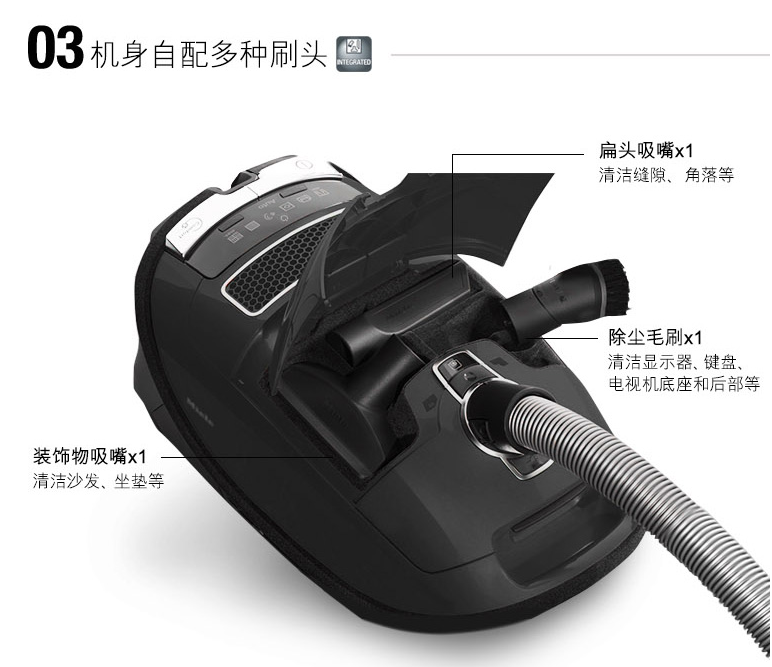 03 机身自配多种刷头
INTEGRATED
扁头吸嘴x1
清洁缝隙、角落等
Auto
除尘毛刷x1
清洁显示器、键盘、
电视机底座和后部等
Miele
装饰物吸嘴x1
清洁沙发、坐垫等